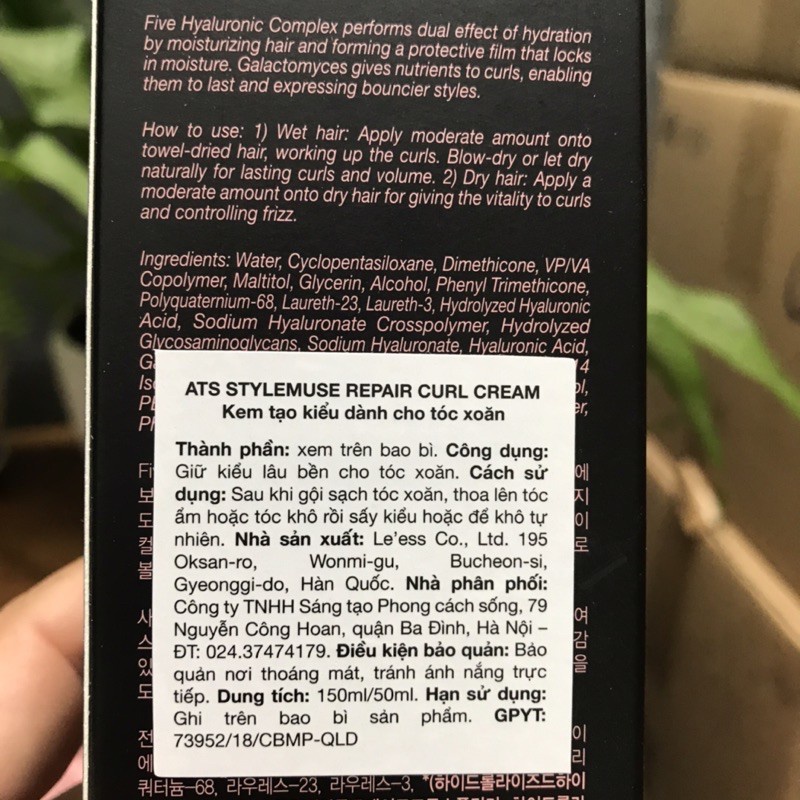 Five Hyaluronic Complex performs dual effect of hydration
by moisturizing hair and forming a protective film that locks
in moisture. Galactomyces gives nutrients to curls, enabling
them to last and expressing bouncier styles.
How to use: 1) Wet hair: Apply moderate amount onto
towel-dried hair, working up the curls. Blow-dry or let dry
naturally for lasting curls and volume. 2) Dry hair: Apply a
moderate amount onto dry hair for giving the vitality to curls
and controlling frizz.
Ingredients: Water, Cyclopentasiloxane, Dimethicone, VP/VA
Copolymer, Maltitol, Glycerin, Alcohol, Phenyl Trimethicone,
Polyquaternium-68, Laureth-23, Laureth-3, Hydrolyzed Hyaluronic
Acid, Sodium Hyaluronate Crosspolymer, Hydrolyzed
Glycosaminoglycans, Sodium Hyaluronate, Hyaluronic Acid,
ATS STYLEMUSE REPAIR CURL CREAM
Kem tạo kiểu dành cho tóc xoăn
Thành phần: xem trên bao bì. Công dụng:
Giữ kiểu lâu bền cho tóc xoăn. Cách sử
dụng: Sau khi gội sạch tóc xoăn, thoa lên tóc
ẩm hoặc tóc khô rồi sấy kiểu hoặc để khô tự
nhiên. Nhà sản xuất: Le'ess Co., Ltd. 195
Oksan-ro, Wonmi-gu, Bucheon-si,
Gyeonggi-do, Hàn Quốc. Nhà phân phối:
Công ty TNHH Sáng tạo Phong cách sống, 79
Nguyễn Công Hoan, quận Ba Đình, Hà Nội –
ĐT: 024.37474179. Điều kiện bảo quản: Bảo
quản nơi thoáng mát, tránh ánh nắng trực
tiếp. Dung tích: 150ml/50ml. Hạn sử dụng:
Ghi trên bao bì sản phẩm. GPYT:
73952/18/CBMP-QLD
쿼터늄-68, 라우레스-23, 라우레스-3, *(하이드롤라이즈드하이